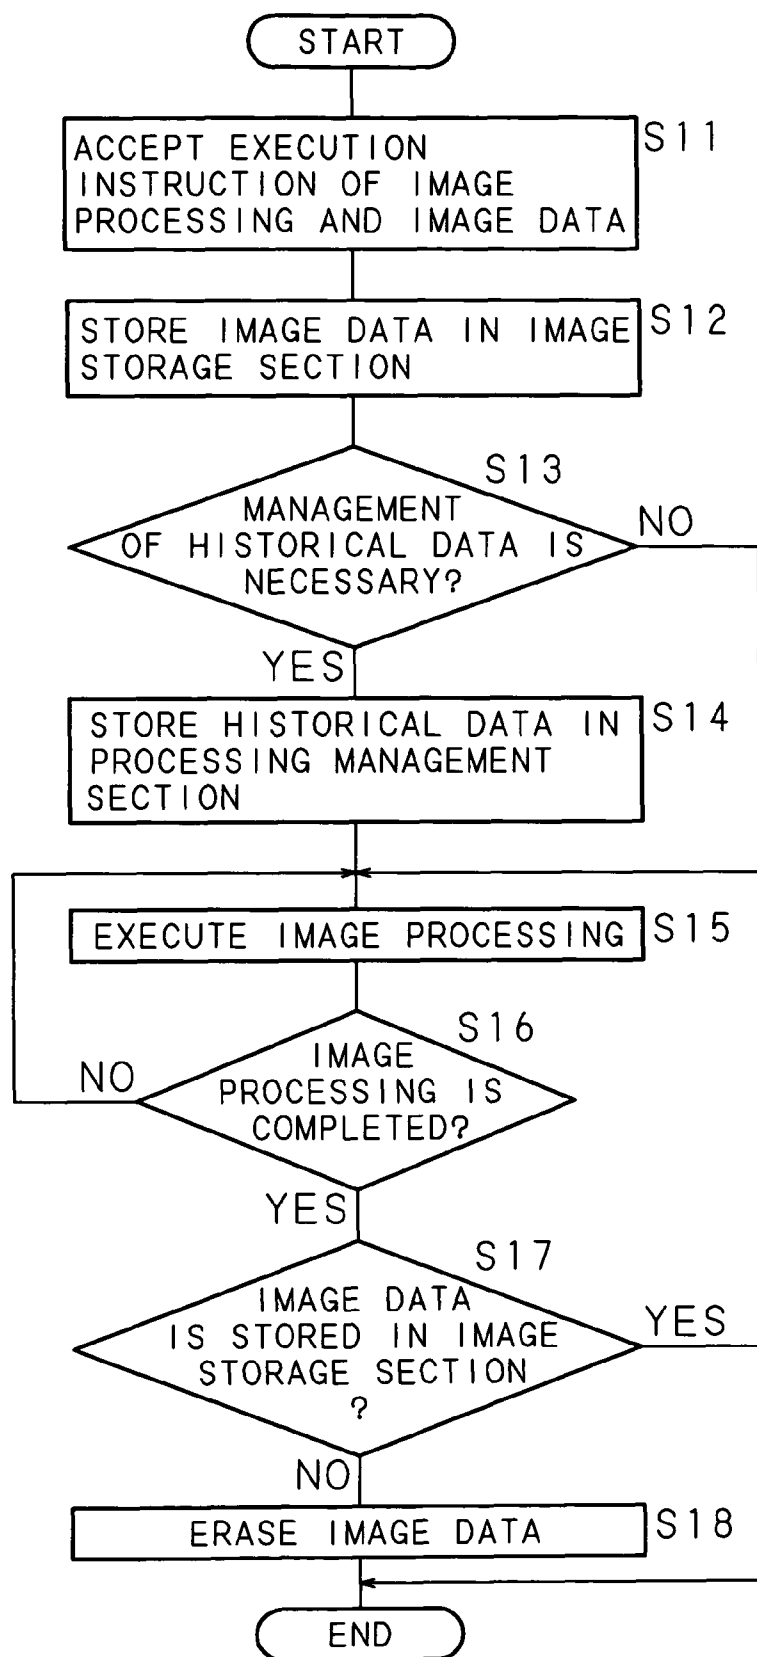 START
S11
ACCEPT EXECUTION
INSTRUCTION OF IMAGE
PROCESSING AND IMAGE DATA
S12
STORE IMAGE DATA IN IMAGE
STORAGE SECTION
S13
MANAGEMENT
OF HISTORICAL DATA IS
NECESSARY?
NO
YES
S14
STORE HISTORICAL DATA IN
PROCESSING MANAGEMENT
SECTION
EXECUTE IMAGE PROCESSING
S15
S16
IMAGE
PROCESSING IS
COMPLETED?
NO
YES
S17
IMAGE DATA
IS STORED IN IMAGE
STORAGE SECTION
?
YES
NO
ERASE IMAGE DATA
S18
END